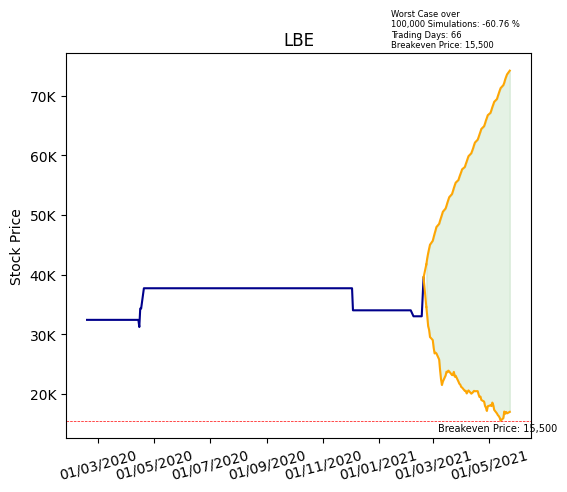 Worst Case over
100,000 Simulations: -60.76 %
Trading Days: 66
Breakeven Price: 15,500
LBE
Stock Price
70K
60K
50K
40K
30K
20K
Breakeven Price: 15,500
01/03/2020
01/05/2020
01/07/2020
01/09/2020
01/11/2020
01/01/2021
01/03/2021
01/05/2021